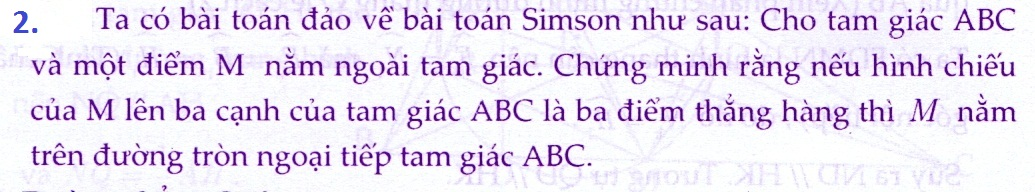 2. Ta có bài toán đảo về bài toán Simson như sau: Cho tam giác ABC
và một điểm M nằm ngoài tam giác. Chứng minh rằng nếu hình chiếu
của M lên ba cạnh của tam giác ABC là ba điểm thẳng hàng thì M nằm
trên đường tròn ngoại tiếp tam giác ABC.